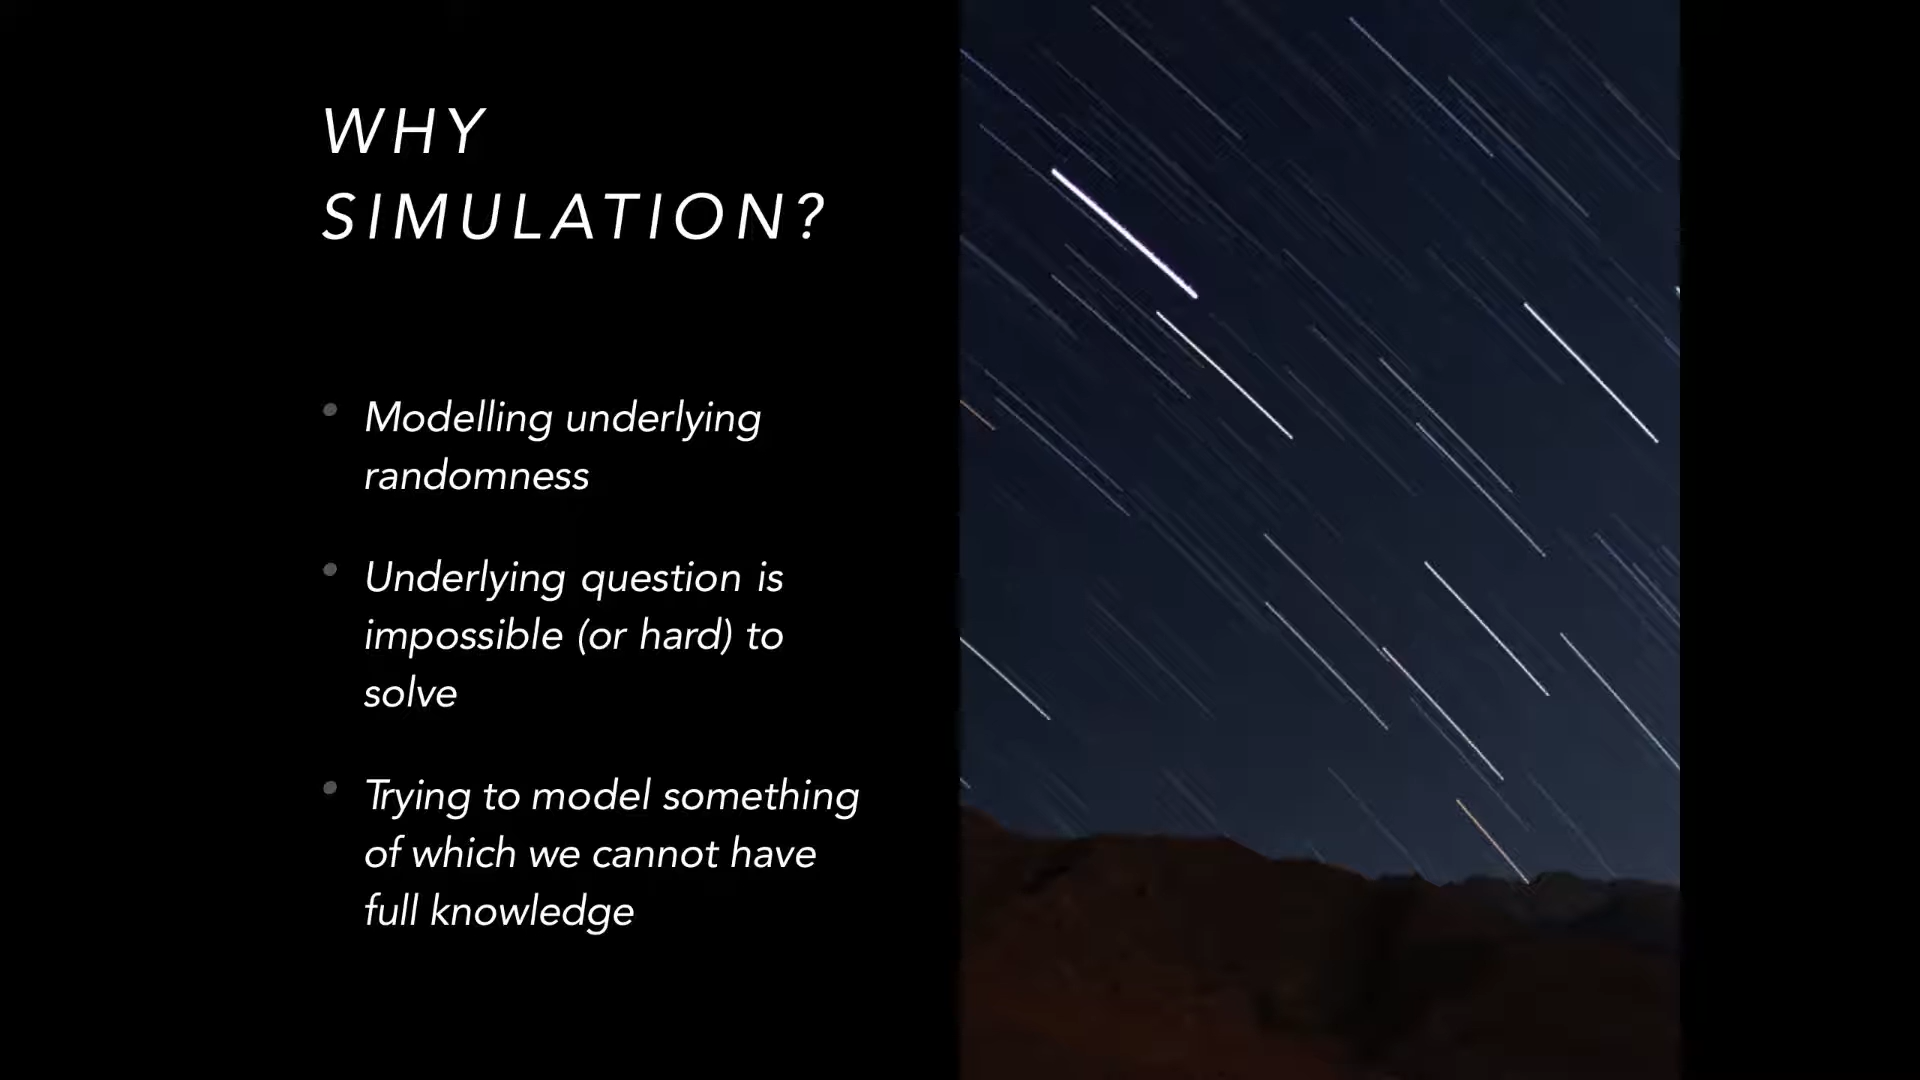 WHY
SIMULATION?
• Modelling underlying
randomness
• Underlying question is
impossible (or hard) to
solve
• Trying to model something
of which we cannot have
full knowledge